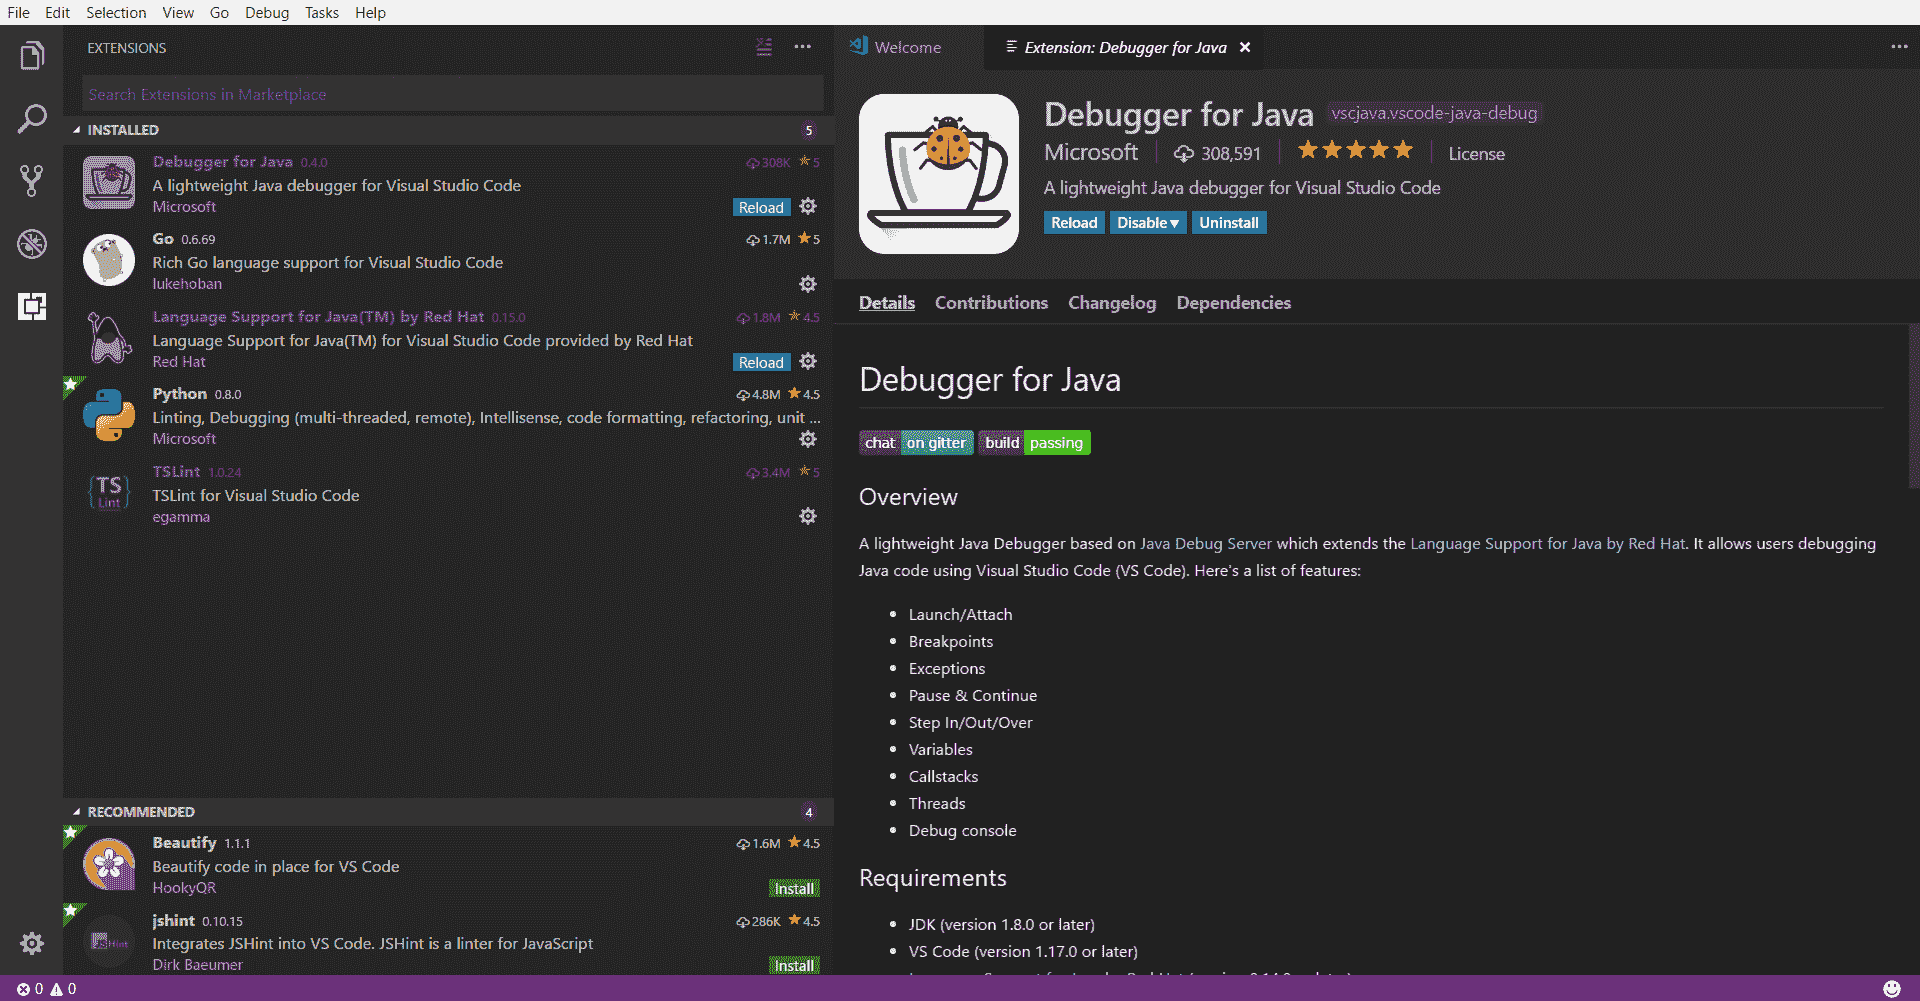 File Edit Selection View Go Debug Tasks Help
EXTENSIONS
Search Extensions in Marketplace
INSTALLED 5
Debugger for Java 0.4.0 308K 5
A lightweight Java debugger for Visual Studio Code
Microsoft Reload
Go 0.6.69 1.7M 5
Rich Go language support for Visual Studio Code
lukehoban
Language Support for Java(TM) by Red Hat 0.15.0 1.8M 4.5
Language Support for Java(TM) for Visual Studio Code provided by Red Hat
Red Hat Reload
Python 0.8.0 4.8M 4.5
Linting, Debugging (multi-threaded, remote), Intellisense, code formatting, refactoring, unit ...
Microsoft
TS
Lint
TSLint 1.0.24 3.4M 5
TSLint for Visual Studio Code
egamma
RECOMMENDED 4
Beautify 1.1.1 1.6M 4.5
Beautify code in place for VS Code
HookyQR Install
JSHint
jshint 0.10.15 286K 4.5
Integrates JSHint into VS Code. JSHint is a linter for JavaScript
Dirk Baeumer Install
0 0
Welcome Extension: Debugger for Java
Debugger for Java vscjava.vscode-java-debug
Microsoft 308,591 License
A lightweight Java debugger for Visual Studio Code
Reload Disable Uninstall
Details Contributions Changelog Dependencies
Debugger for Java
chat on gitter build passing
Overview
A lightweight Java Debugger based on Java Debug Server which extends the Language Support for Java by Red Hat. It allows users debugging
Java code using Visual Studio Code (VS Code). Here's a list of features:
• Launch/Attach
• Breakpoints
• Exceptions
• Pause & Continue
• Step In/Out/Over
• Variables
• Callstacks
• Threads
• Debug console
Requirements
• JDK (version 1.8.0 or later)
• VS Code (version 1.17.0 or later)